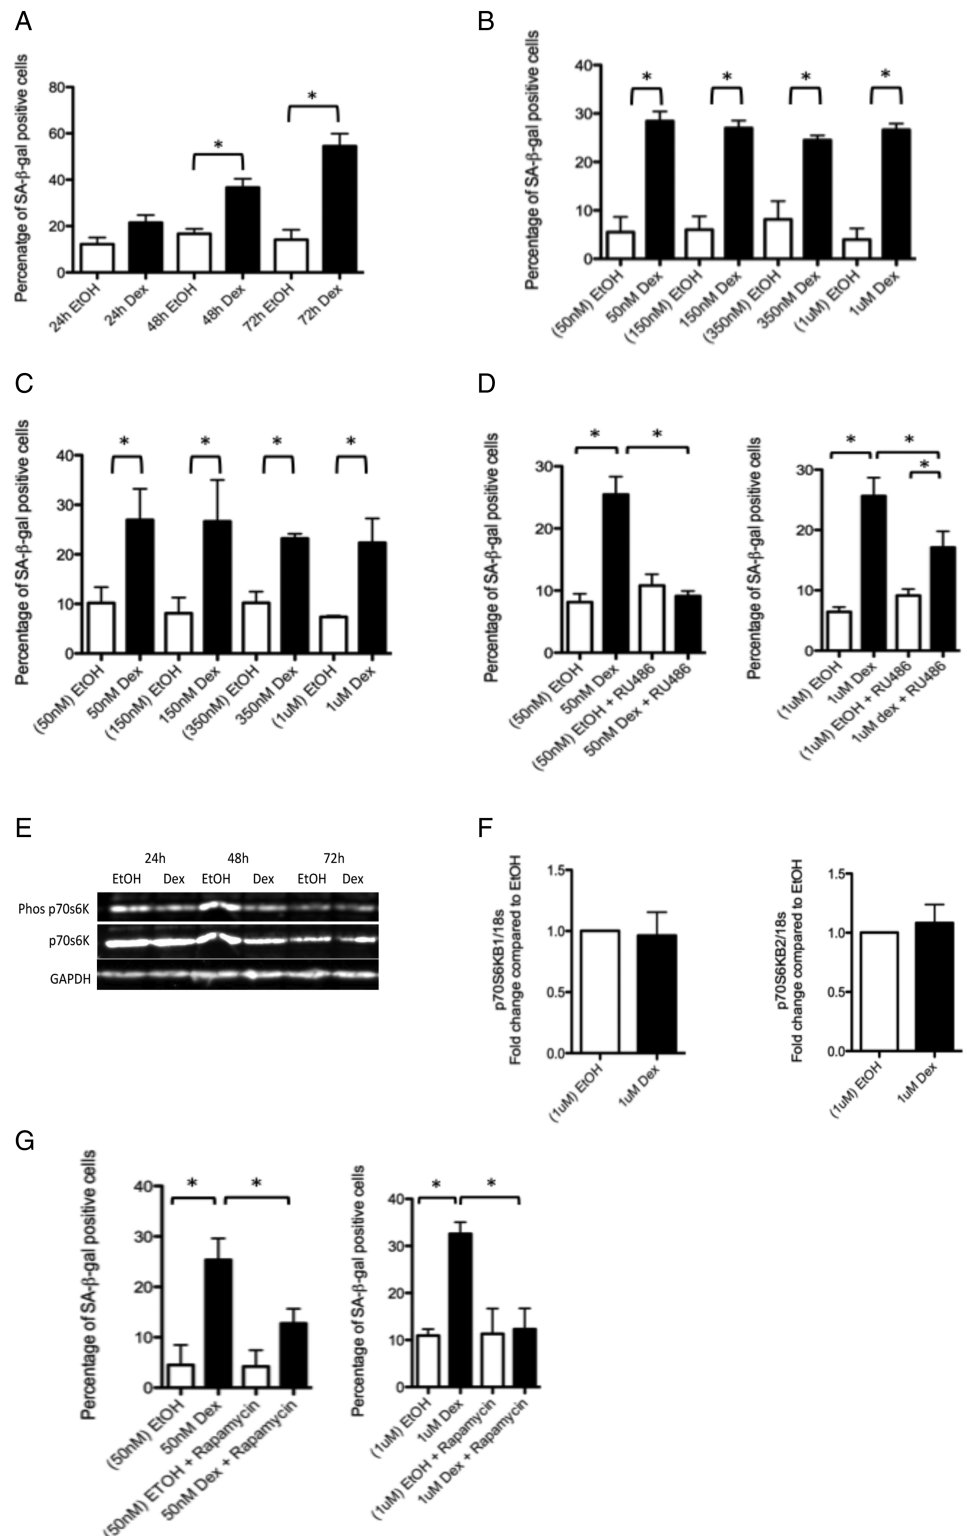 A
Percenatge of SA-β-gal positive cells
80
60
40
20
0
*
*
24h EtOH
24h Dex
48h EtOH
48h Dex
72h EtOH
72h Dex
B
Percentage of SA-β-gal positive cells
40
30
20
10
0
*
*
*
*
(50nM) EtOH
50nM Dex
(150nM) EtOH
150nM Dex
(350nM) EtOH
350nM Dex
(1uM) EtOH
1uM Dex
C
Percentage of SA-β-gal positive cells
40
30
20
10
0
*
*
*
*
(50nM) EtOH
50nM Dex
(150nM) EtOH
150nM Dex
(350nM) EtOH
350nM Dex
(1uM) EtOH
1uM Dex
D
Percentage of SA-β-gal positive cells
30
20
10
0
*
*
(50nM) EtOH
50nM Dex
(50nM) EtOH + RU486
50nM Dex + RU486
Percentage of SA-β-gal positive cells
30
20
10
0
*
*
*
(1uM) EtOH
1uM Dex
(1uM) EtOH + RU486
1uM dex + RU486
E
24h 48h 72h
EtOH Dex EtOH Dex EtOH Dex
Phos p70s6K
p70s6K
GAPDH
F
p70S6KB1/18s
Fold change compared to EtOH
1.5
1.0
0.5
0.0
(1uM) EtOH
1uM Dex
p70S6KB2/18s
Fold change compared to EtOH
1.5
1.0
0.5
0.0
(1uM) EtOH
1uM Dex
G
Percentage of SA-β-gal positive cells
40
30
20
10
0
*
*
(50nM) EtOH
50nM Dex
(50nM) ETOH + Rapamycin
50nM Dex + Rapamycin
Percentage of SA-β-gal positive cells
40
30
20
10
0
*
*
(1uM) EtOH
1uM Dex
(1uM) EtOH + Rapamycin
1uM Dex + Rapamycin